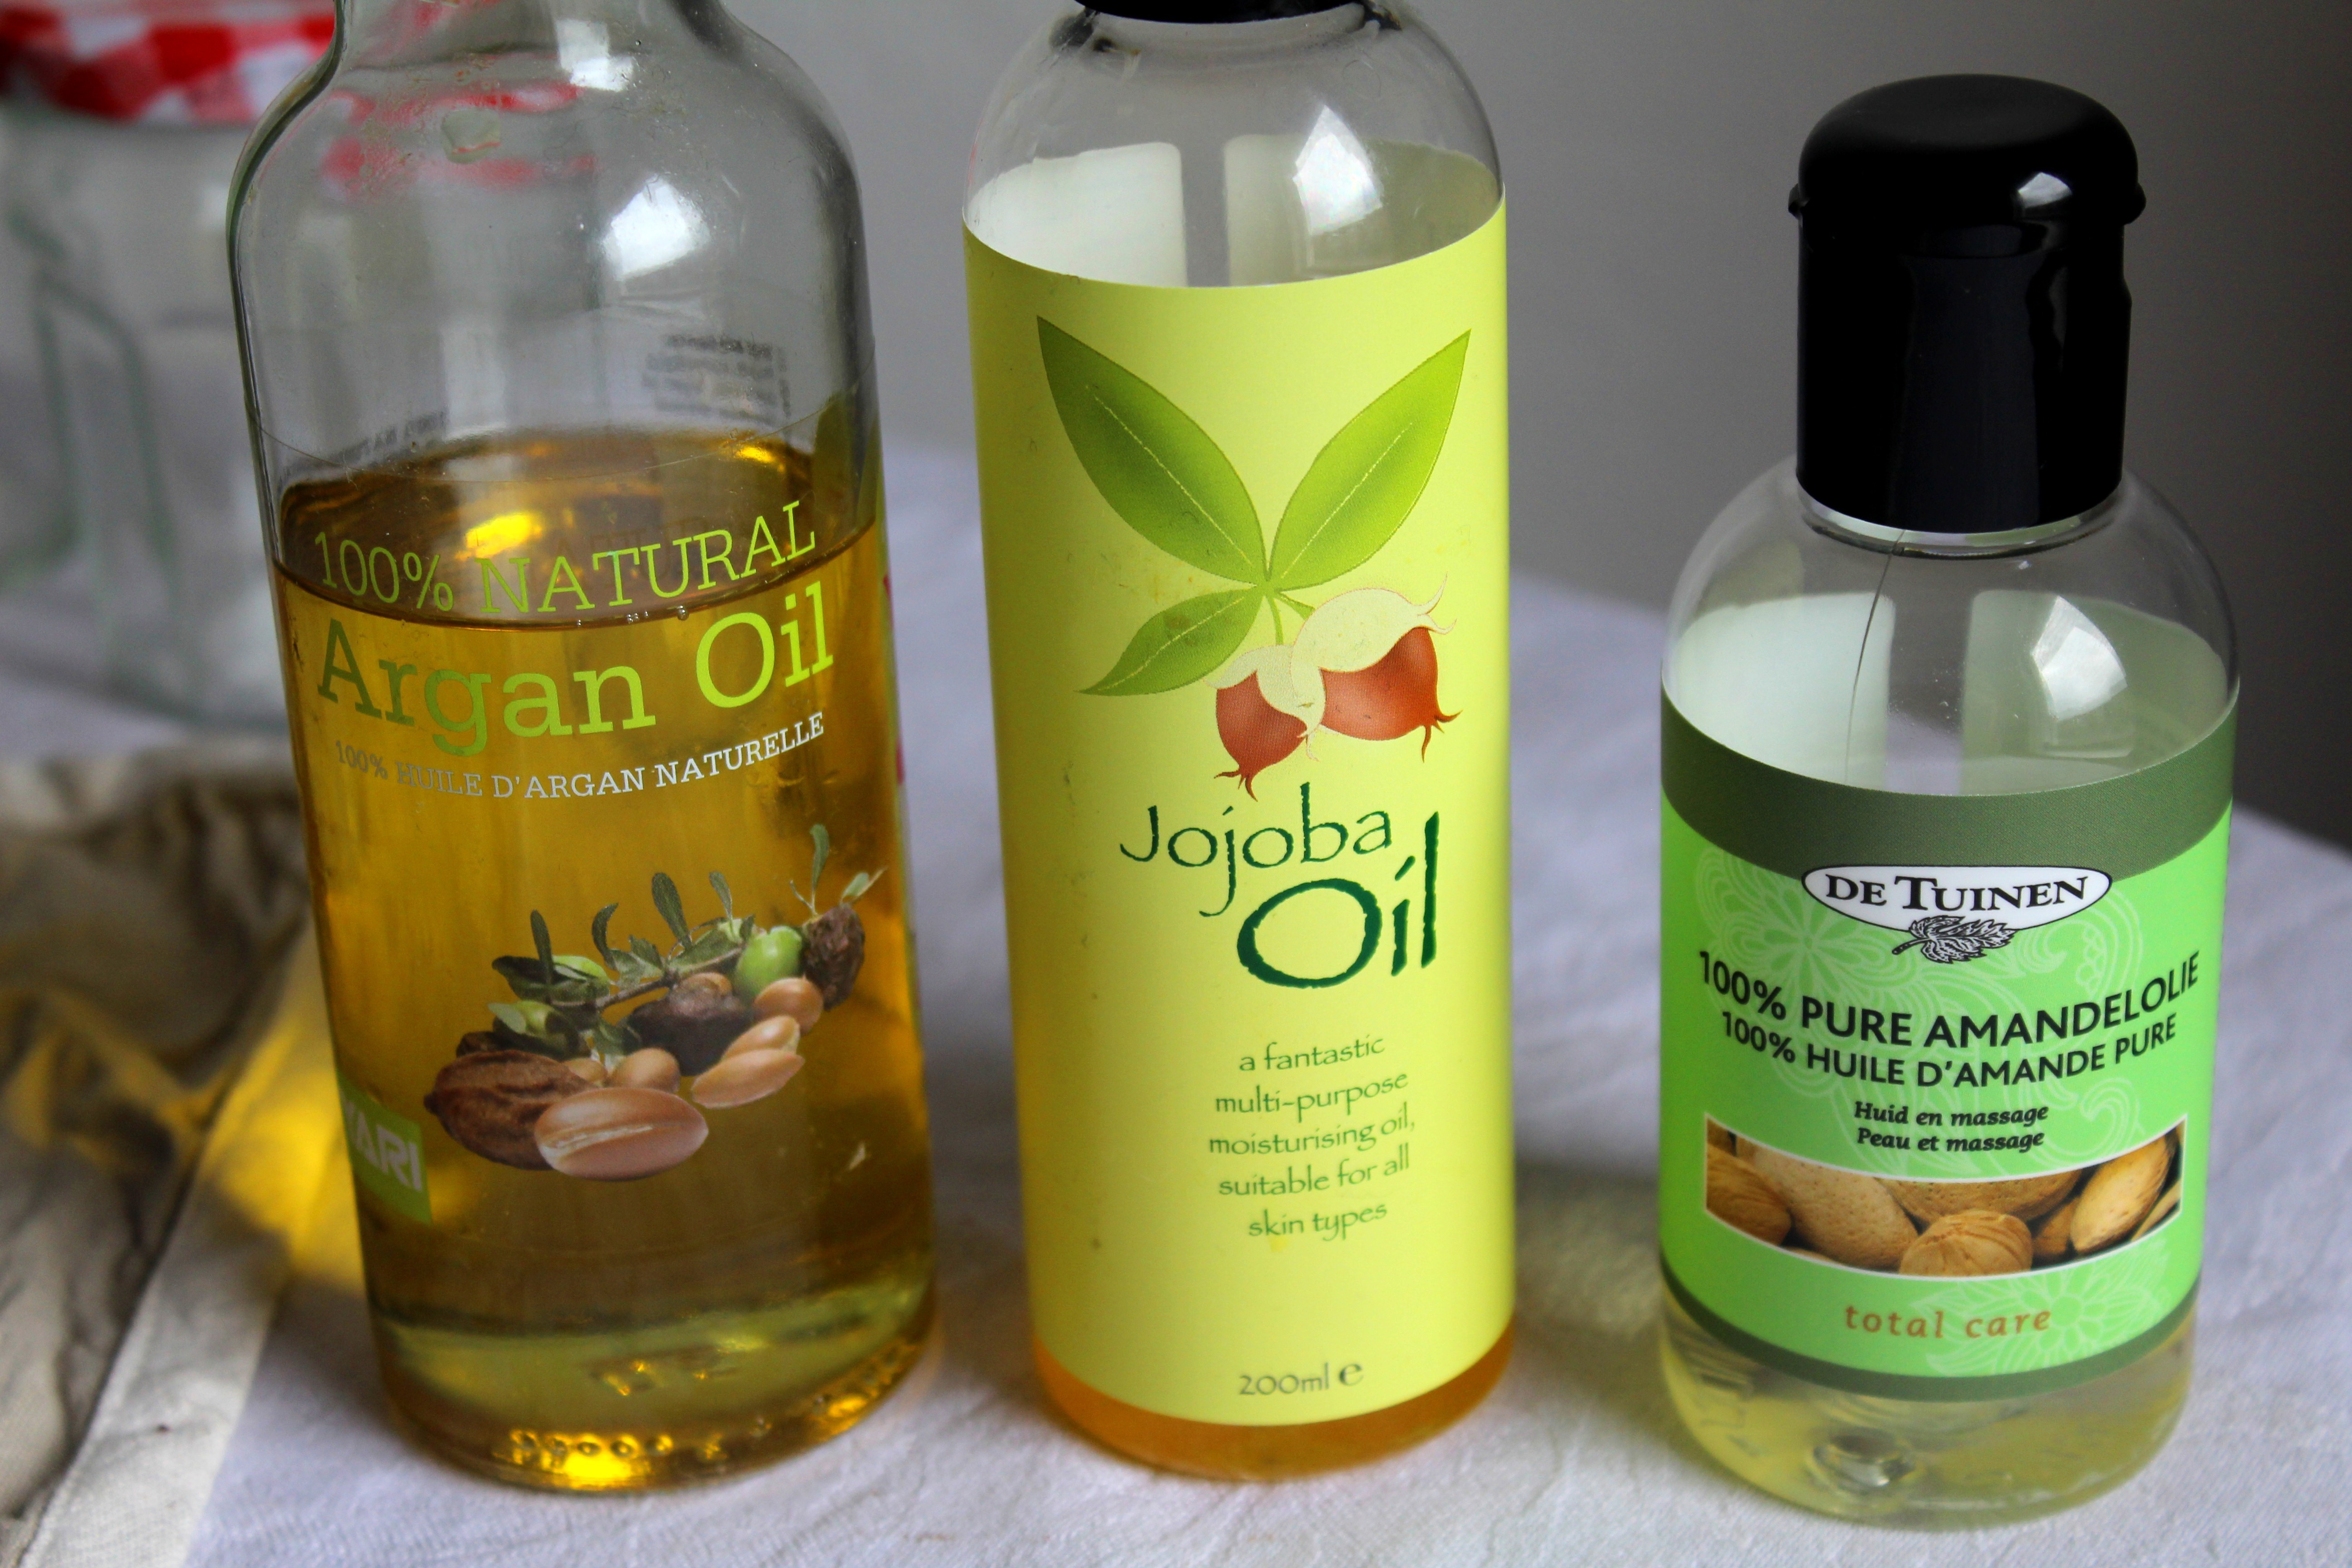 100% NATURAL
Argan Oil
100% HUILE D'ARGAN NATURELLE
YARI
Jojoba
Oil
a fantastic
multi-purpose
moisturising oil,
suitable for all
skin types
200ml e
DE TUINEN
100% PURE AMANDELOLIE
100% HUILE D'AMANDE PURE
Huid en massage
Peau et massage
total care